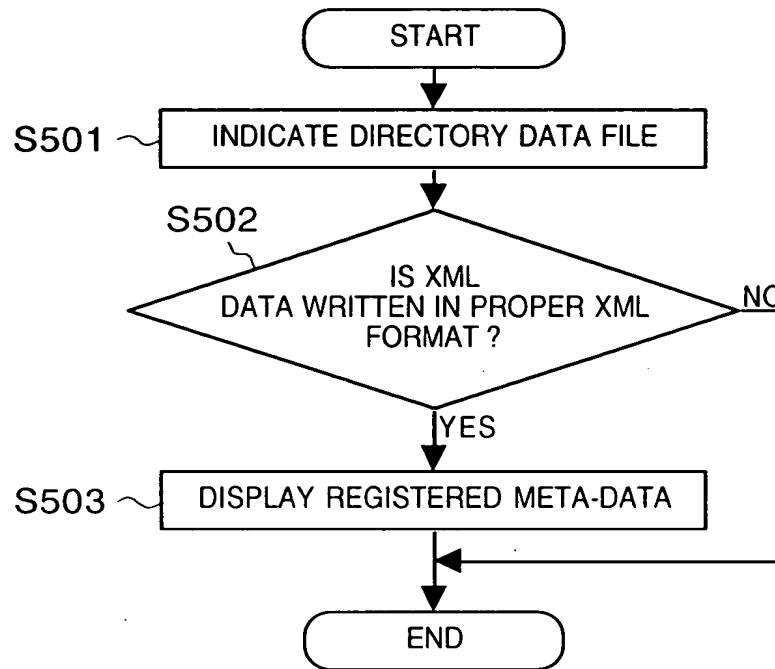 START
S501
INDICATE DIRECTORY DATA FILE
S502
IS XML
DATA WRITTEN IN PROPER XML
FORMAT ?
NO
YES
S503
DISPLAY REGISTERED META-DATA
END